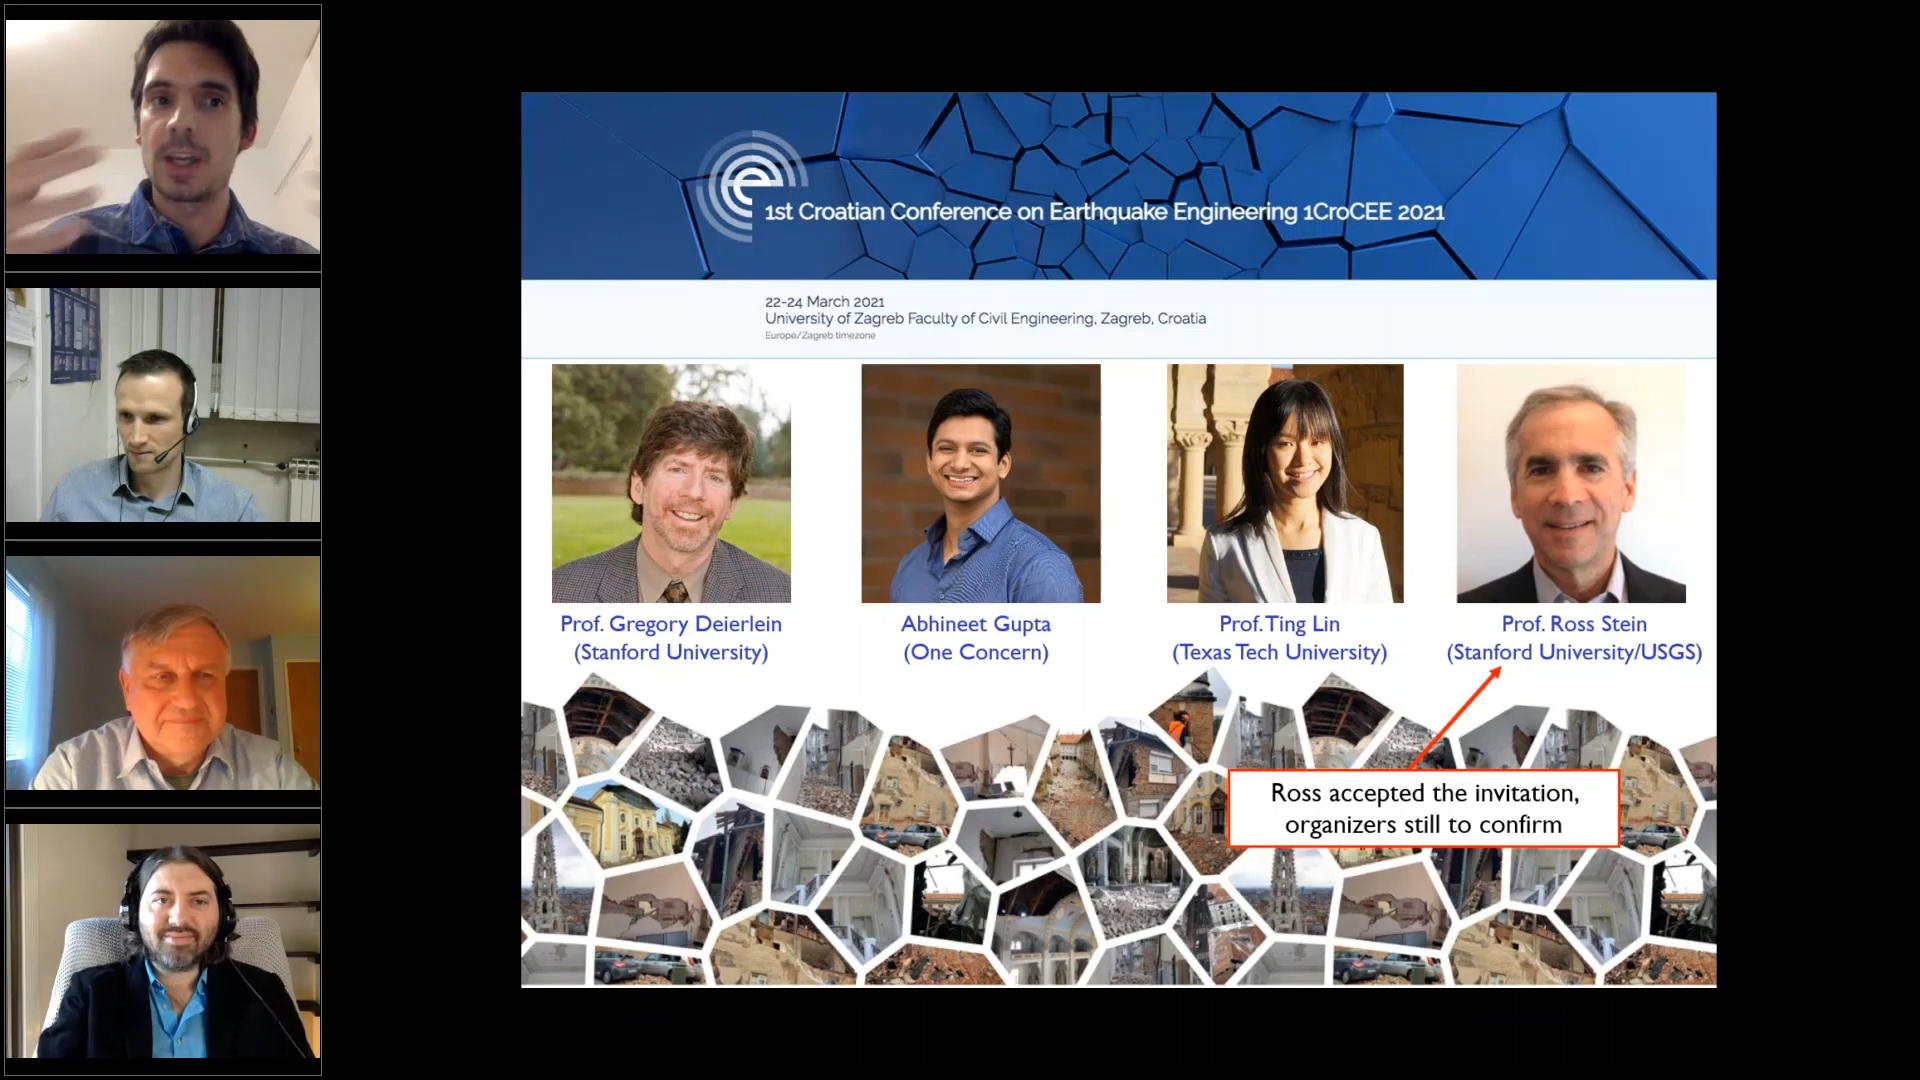 1st Croatian Conference on Earthquake Engineering 1CroCEE 2021
22-24 March 2021
University of Zagreb Faculty of Civil Engineering, Zagreb, Croatia
Europe/Zagreb timezone
Prof. Gregory Deierlein
(Stanford University)
Abhineet Gupta
(One Concern)
Prof. Ting Lin
(Texas Tech University)
Prof. Ross Stein
(Stanford University/USGS)
Ross accepted the invitation,
organizers still to confirm